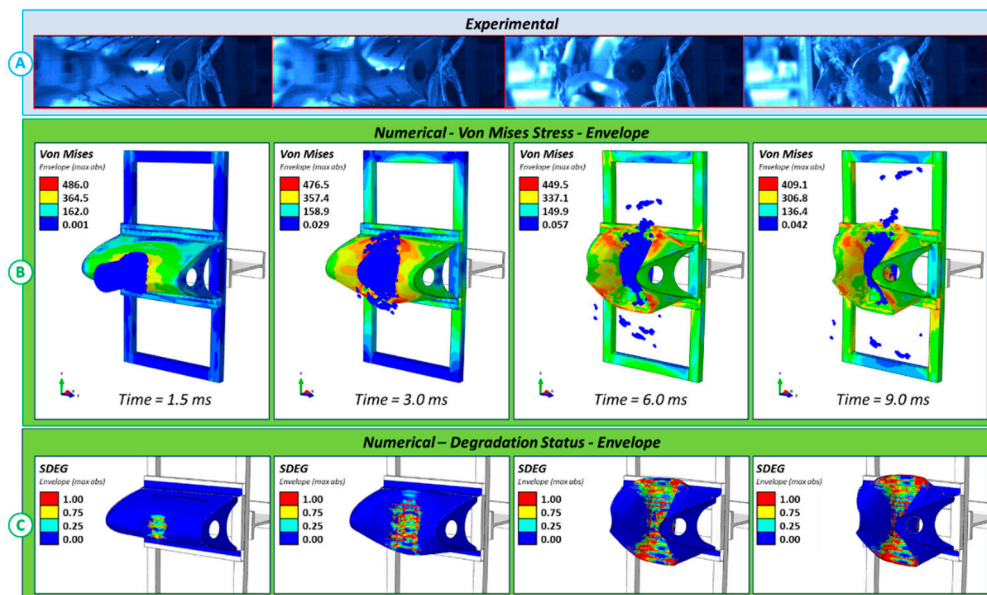 Experimental
A
Numerical - Von Mises Stress - Envelope
B
Von Mises
Envelope (max abs)
486.0
364.5
162.0
0.001
Time = 1.5 ms
Von Mises
Envelope (max abs)
476.5
357.4
158.9
0.029
Time = 3.0 ms
Von Mises
Envelope (max abs)
449.5
337.1
149.9
0.057
Time = 6.0 ms
Von Mises
Envelope (max abs)
409.1
306.8
136.4
0.042
Time = 9.0 ms
Numerical – Degradation Status - Envelope
C
SDEG
Envelope (max abs)
1.00
0.75
0.25
0.00
SDEG
Envelope (max abs)
1.00
0.75
0.25
0.00
SDEG
Envelope (max abs)
1.00
0.75
0.25
0.00
SDEG
Envelope (max abs)
1.00
0.75
0.25
0.00